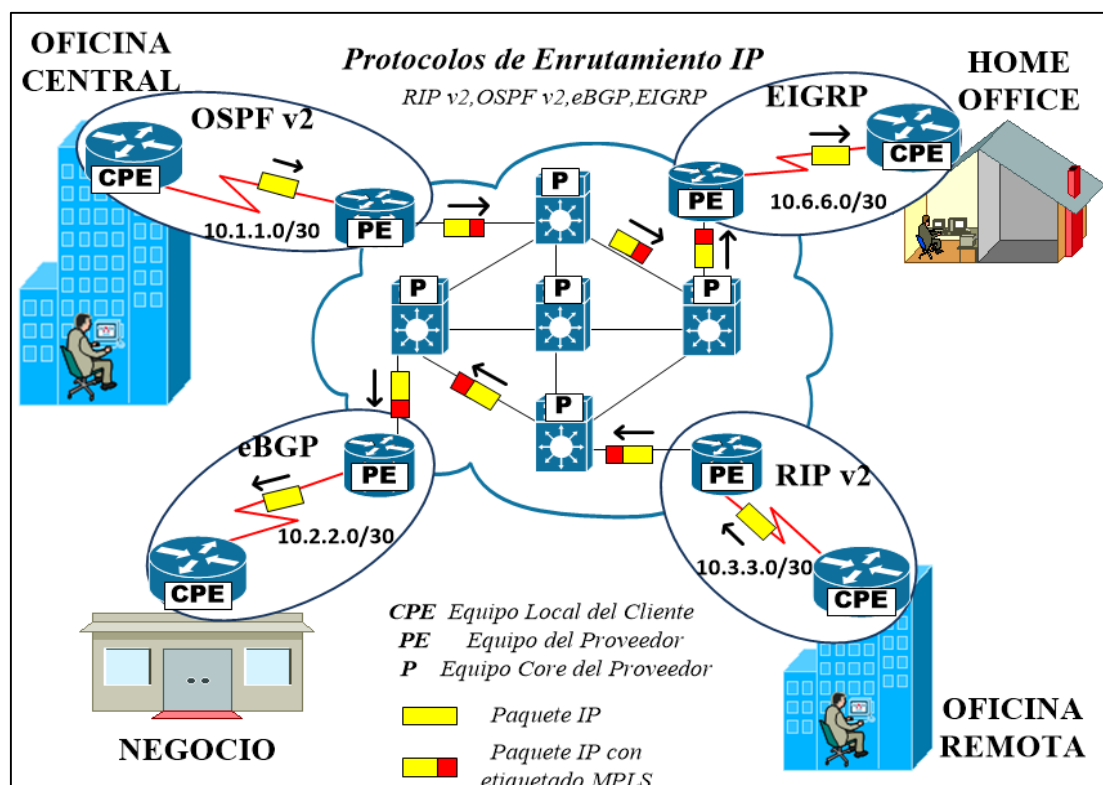 OFICINA
CENTRAL
Protocolos de Enrutamiento IP
RIP v2,OSPF v2,eBGP,EIGRP
HOME
OFFICE
OSPF v2
CPE
10.1.1.0/30
PE
EIGRP
CPE
PE
10.6.6.0/30
P
P
P
P
P
eBGP
PE
10.2.2.0/30
CPE
NEGOCIO
PE
RIP v2
10.3.3.0/30
CPE
OFICINA
REMOTA
CPE Equipo Local del Cliente
PE Equipo del Proveedor
P Equipo Core del Proveedor
Paquete IP
Paquete IP con
etiquetado MPLS